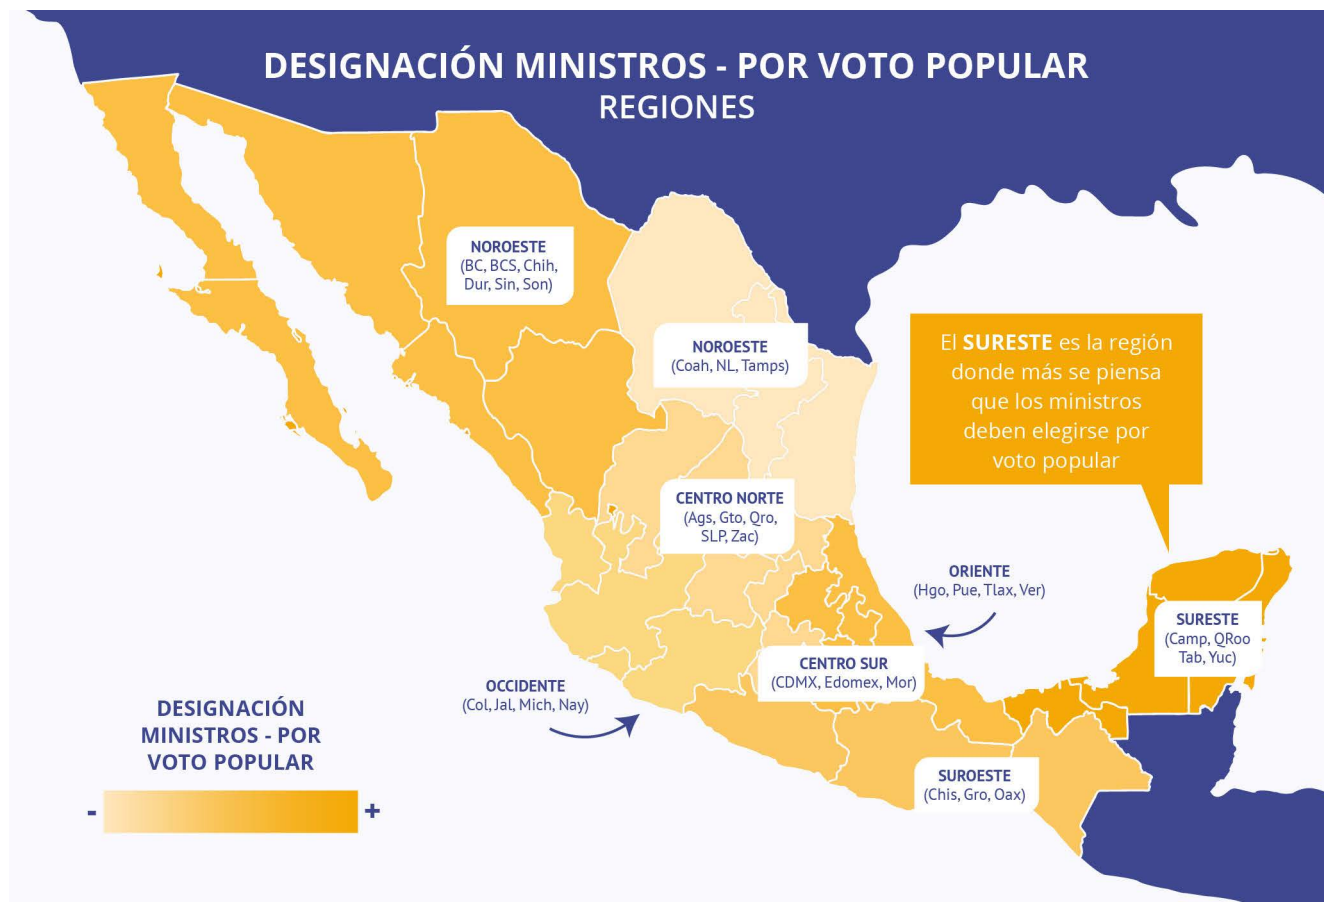 DESIGNACIÓN MINISTROS - POR VOTO POPULAR
REGIONES
NOROESTE
(BC, BCS, Chih,
Dur, Sin, Son)
NOROESTE
(Coah, NL, Tamps)
El SURESTE es la región
donde más se piensa
que los ministros
deben elegirse por
voto popular
CENTRO NORTE
(Ags, Gto, Qro,
SLP, Zac)
ORIENTE
(Hgo, Pue, Tlax, Ver)
SURESTE
(Camp, QRoo
Tab, Yuc)
CENTRO SUR
(CDMX, Edomex, Mor)
OCCIDENTE
(Col, Jal, Mich, Nay)
SUROESTE
(Chis, Gro, Oax)
DESIGNACIÓN
MINISTROS - POR
VOTO POPULAR
- +